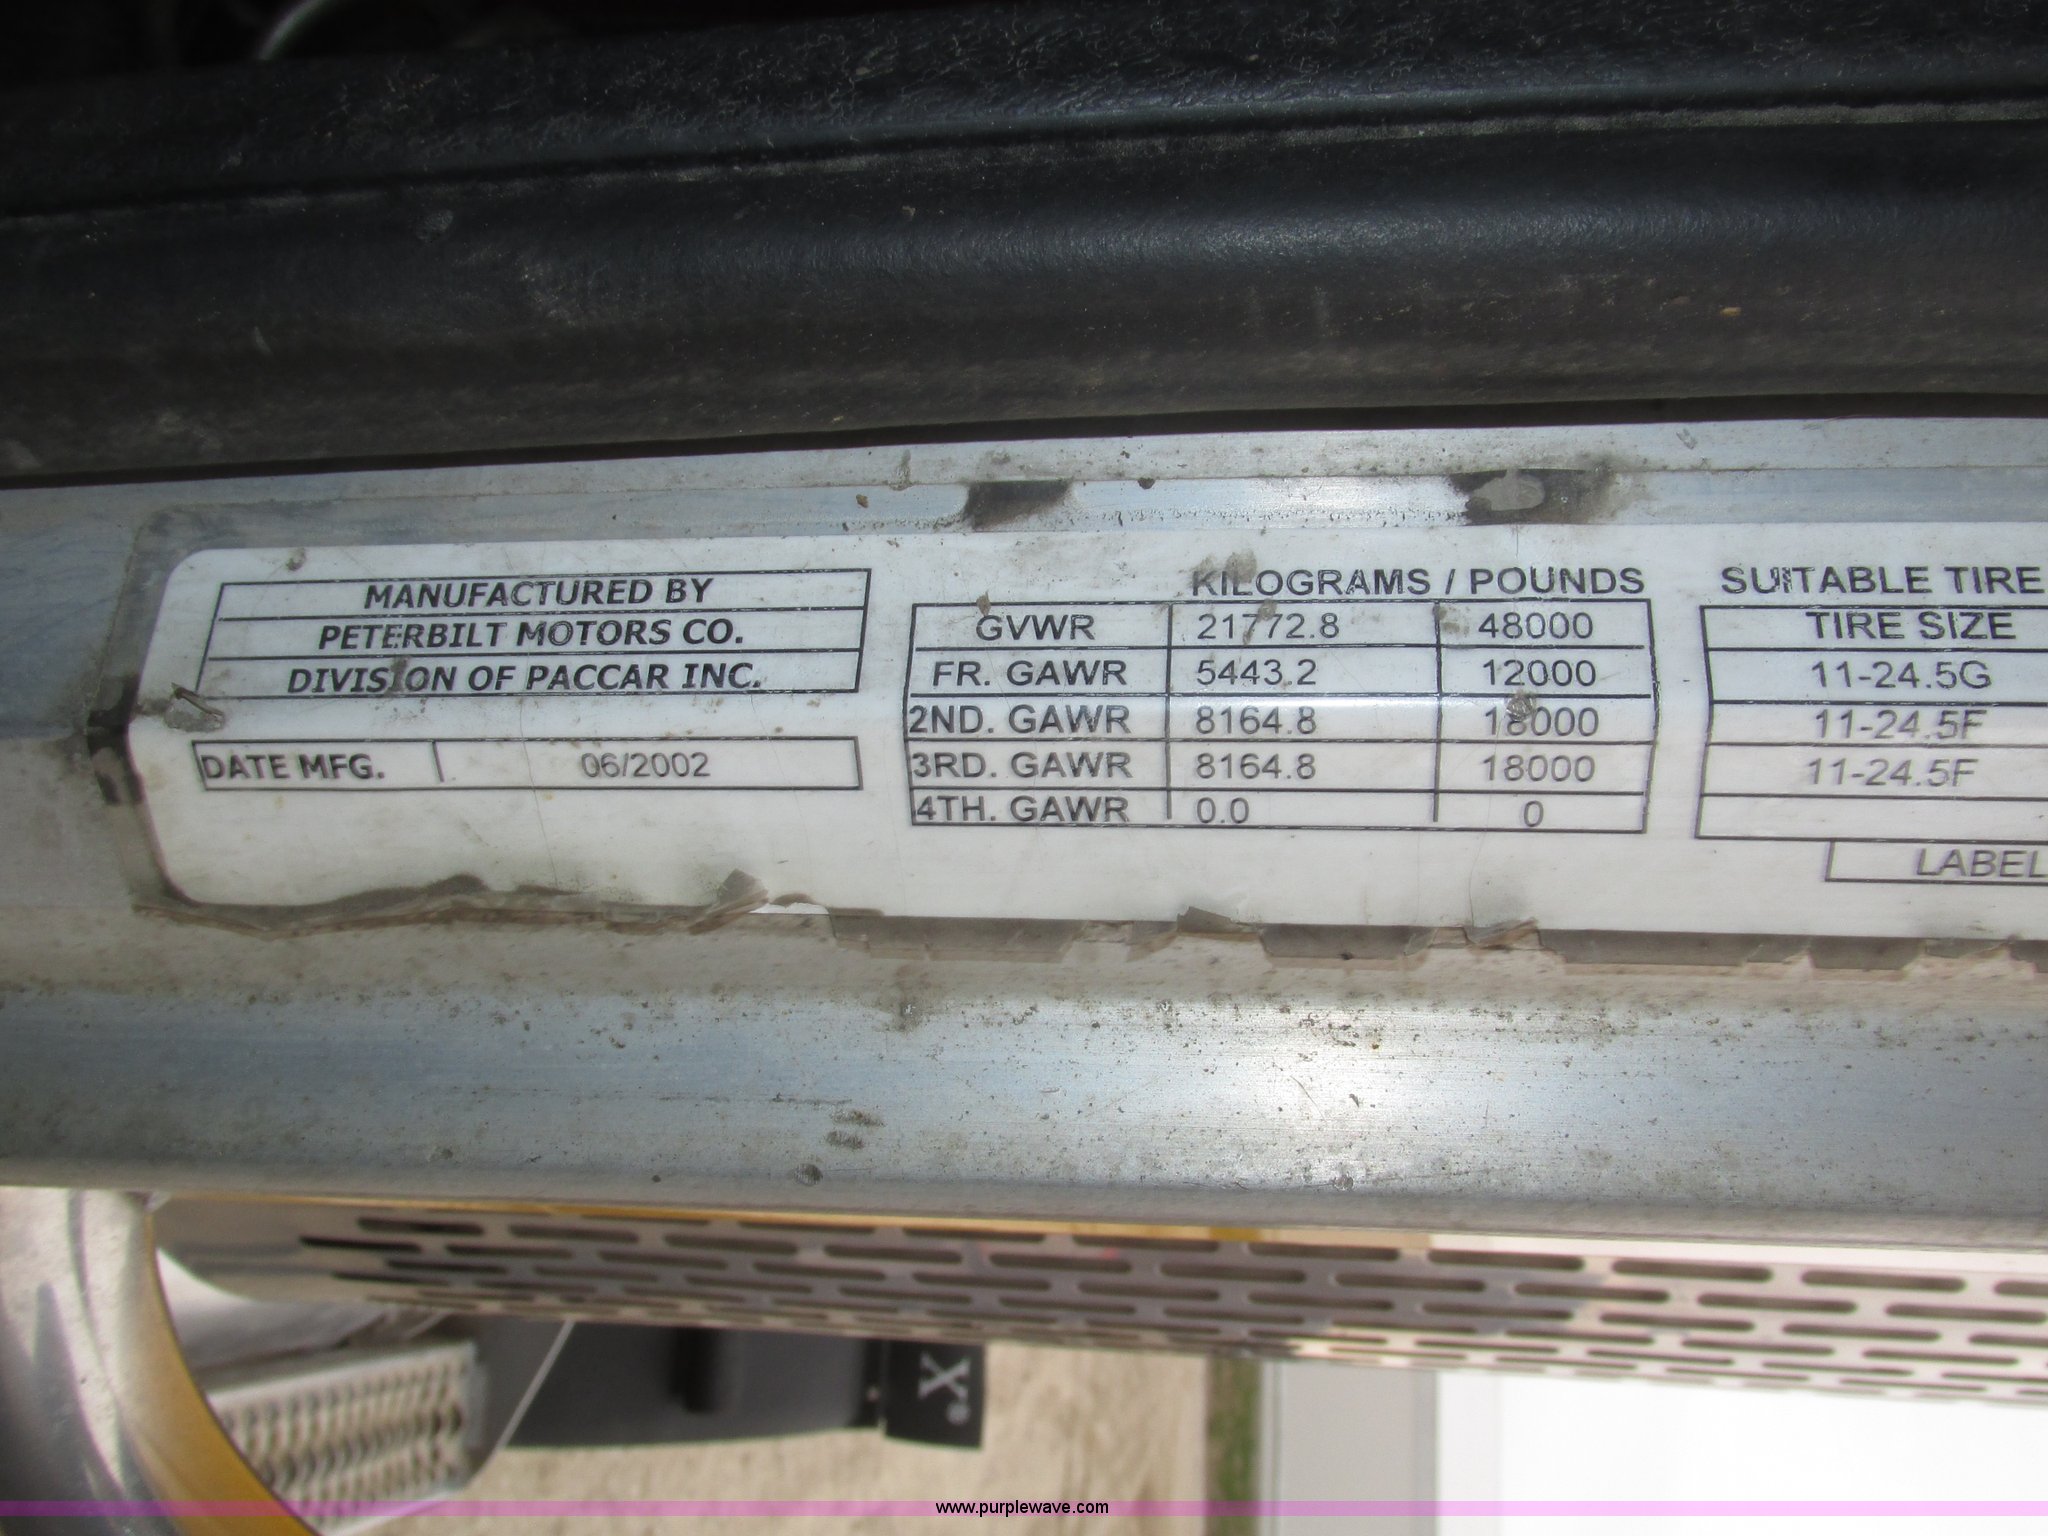 MANUFACTURED BY
PETERBILT MOTORS CO.
DIVISION OF PACCAR INC.
DATE MFG. 06/2002
KILOGRAMS / POUNDS
GVWR 21772.8 48000
FR. GAWR 5443.2 12000
2ND. GAWR 8164.8 18000
3RD. GAWR 8164.8 18000
4TH. GAWR 0.0 0
SUITABLE TIRE
TIRE SIZE
11-24.5G
11-24.5F
11-24.5F
LABEL
X®
www.purplewave.com